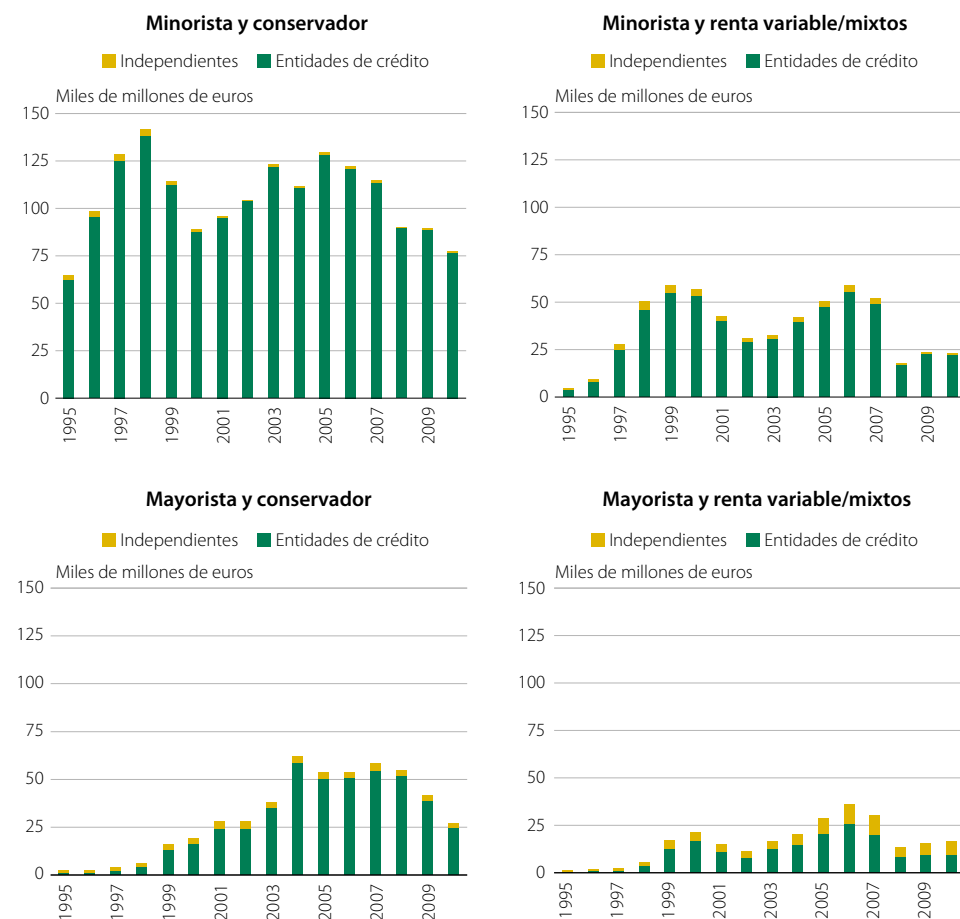 Minorista y conservador
Independientes Entidades de crédito
Miles de millones de euros
150
125
100
75
50
25
0
1995 1997 1999 2001 2003 2005 2007 2009
Minorista y renta variable/mixtos
Independientes Entidades de crédito
Miles de millones de euros
150
125
100
75
50
25
0
1995 1997 1999 2001 2003 2005 2007 2009
Mayorista y conservador
Independientes Entidades de crédito
Miles de millones de euros
150
125
100
75
50
25
0
1995 1997 1999 2001 2003 2005 2007 2009
Mayorista y renta variable/mixtos
Independientes Entidades de crédito
Miles de millones de euros
150
125
100
75
50
25
0
1995 1997 1999 2001 2003 2005 2007 2009